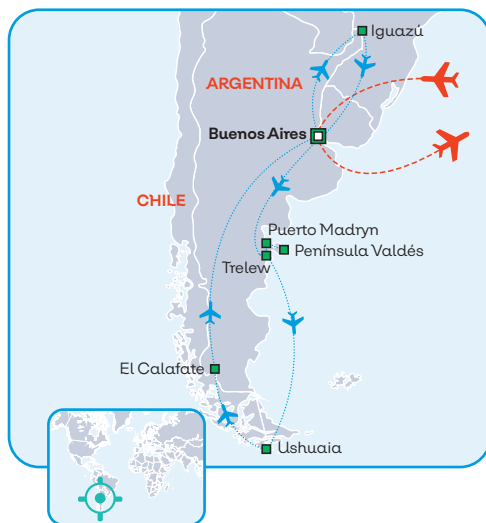 Iguazú
ARGENTINA
Buenos Aires
CHILE
Puerto Madryn
Península Valdés
Trelew
El Calafate
Ushuaia